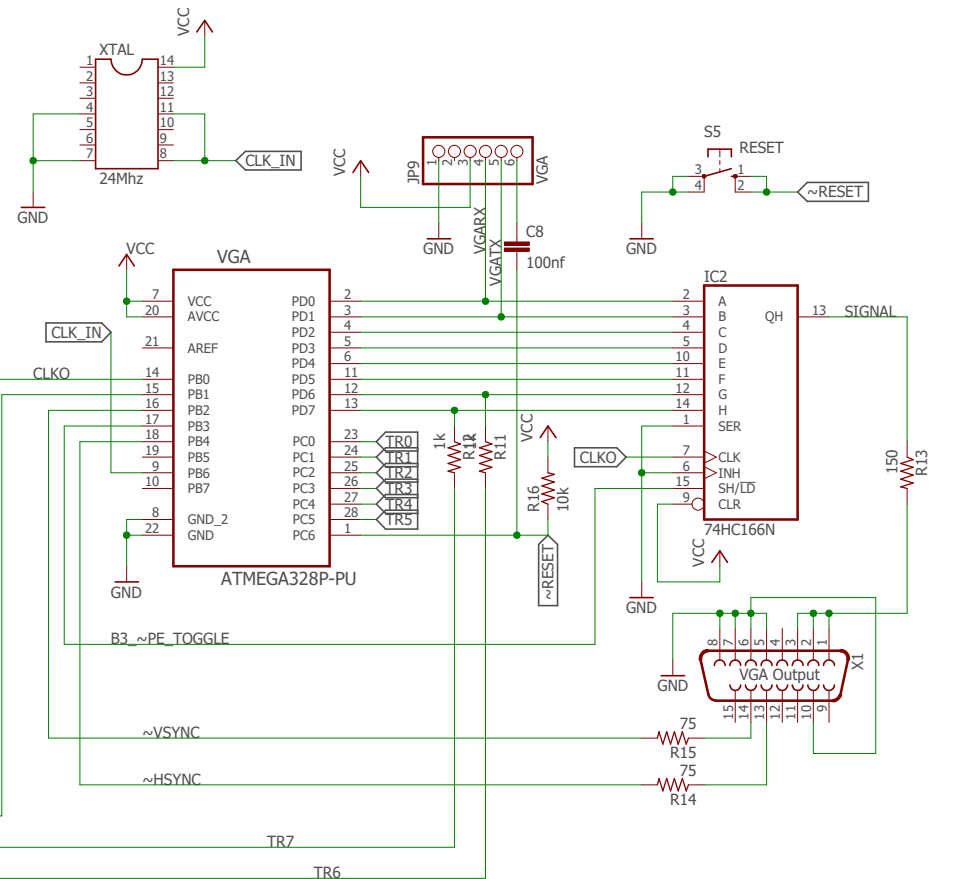 VCC
XTAL
1 14
2 13
3 12
4 11
5 10
6 9
7 8
24Mhz
CLK_IN
GND
VCC
JP9
1 2 3 4 5 6
VGA
GND
VGARX
VGATX
C8
100nf
S5
RESET
3 1
4 2
~RESET
GND
VCC
VGA
7 VCC PD0 2
20 AVCC PD1 3
PD2 4
21 AREF PD3 5
PD4 6
14 PB0 PD5 11
15 PB1 PD6 12
16 PB2 PD7 13
17 PB3
18 PB4 PC0 23 TR0
19 PB5 PC1 24 TR1
9 PB6 PC2 25 TR2
10 PB7 PC3 26 TR3
PC4 27 TR4
8 GND_2 PC5 28 TR5
22 GND PC6 1
ATMEGA328P-PU
CLK_IN
CLKO
GND
1k
R12
1k
R11
VCC
R16
10k
~RESET
IC2
2 A QH 13
3 B
4 C
5 D
10 E
11 F
12 G
14 H
1 SER
7 CLK
6 INH
15 SH/LD
9 CLR
74HC166N
CLKO
SIGNAL
150
R13
VCC
GND
B3_~PE_TOGGLE
GND
8 7 6 5 4 3 2 1
VGA Output
X1
15 14 13 12 11 10 9
~VSYNC
75
R15
~HSYNC
75
R14
TR7
TR6